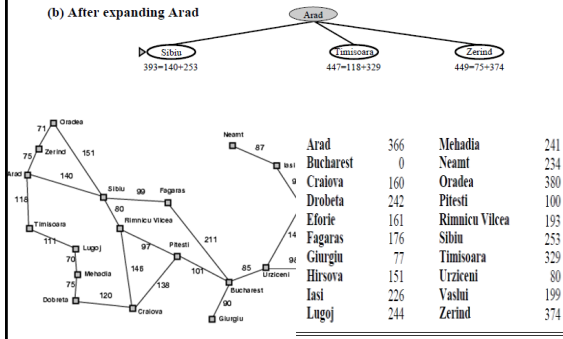 (b) After expanding Arad
Arad
Sibiu Timisoara Zerind
393=140+253 447=118+329 449=75+374
Oradea
71
Neamt
87
Zerind
151
75
Iasi
Arad
140
Sibiu
99
Fagaras
118
80
Rimnicu Vilcea
Timisoara
111
Lugoj
97
Pitesti
211
70
Mehadia
146
101
85
98
Urziceni
75
138
Bucharest
120
90
Dobreta
Craiova
Giurgiu
Arad 366 Mehadia 241
Bucharest 0 Neamt 234
Craiova 160 Oradea 380
Drobeta 242 Pitesti 100
Eforie 161 Rimnicu Vilcea 193
Fagaras 176 Sibiu 253
Giurgiu 77 Timisoara 329
Hirsova 151 Urziceni 80
Iasi 226 Vaslui 199
Lugoj 244 Zerind 374